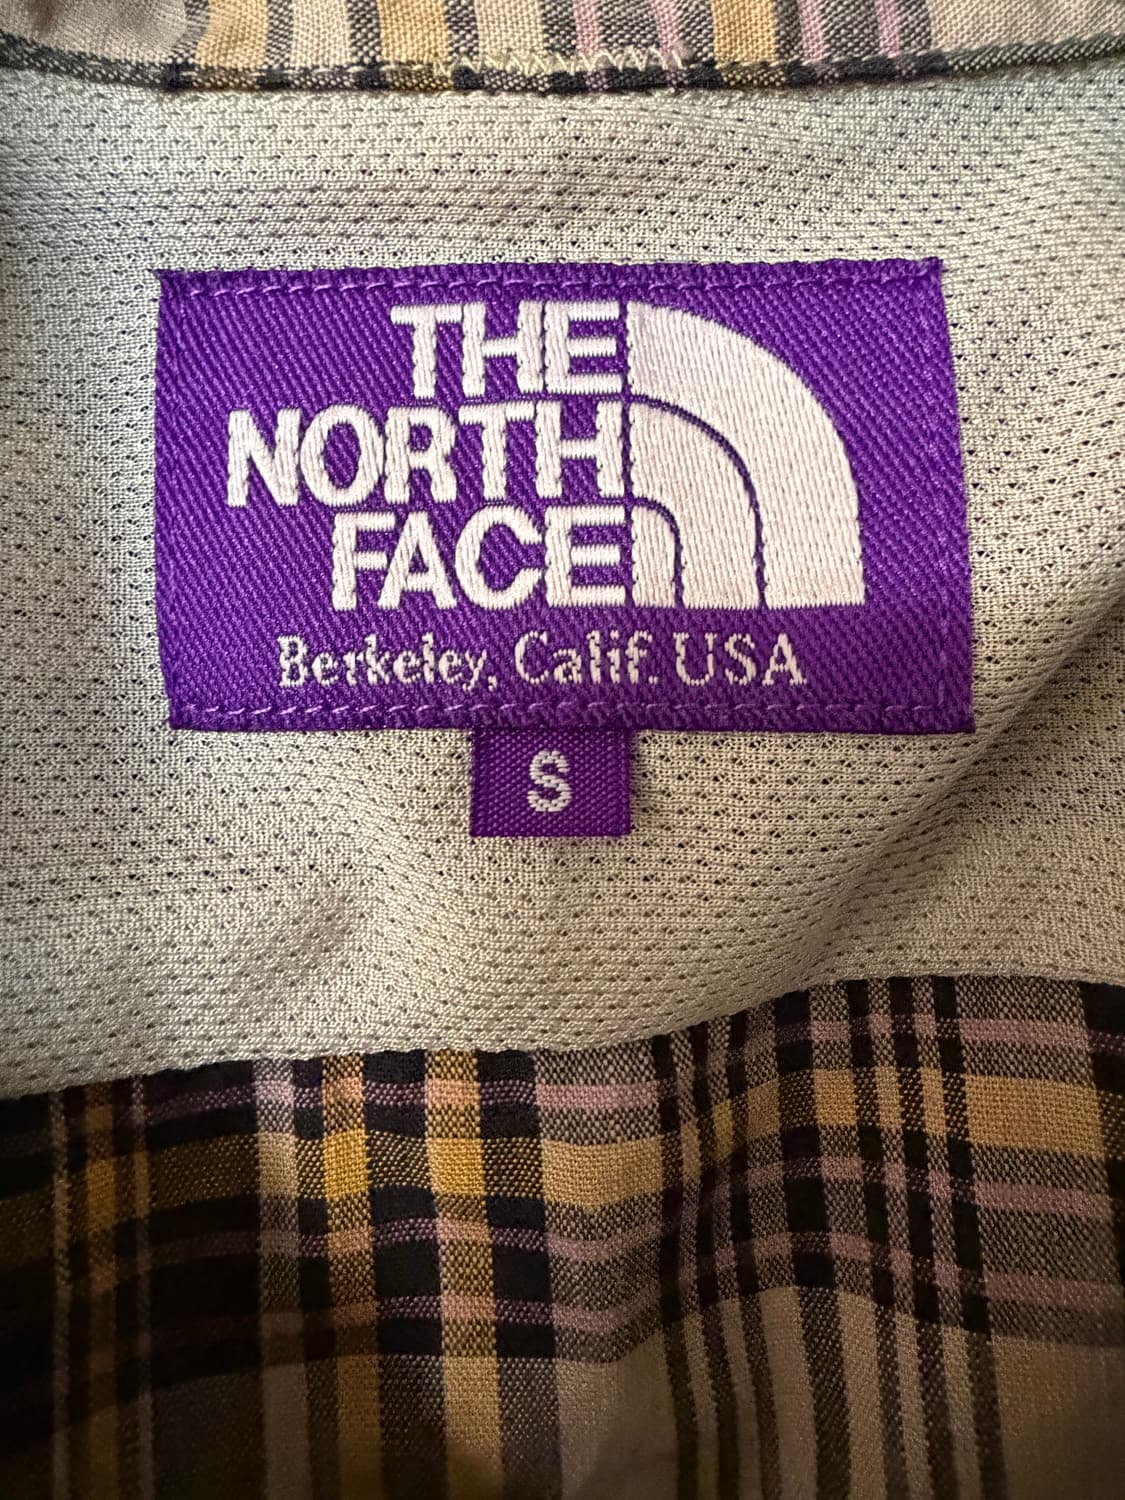 THE
NORTH
FACE
Berkeley, Calif. USA
S